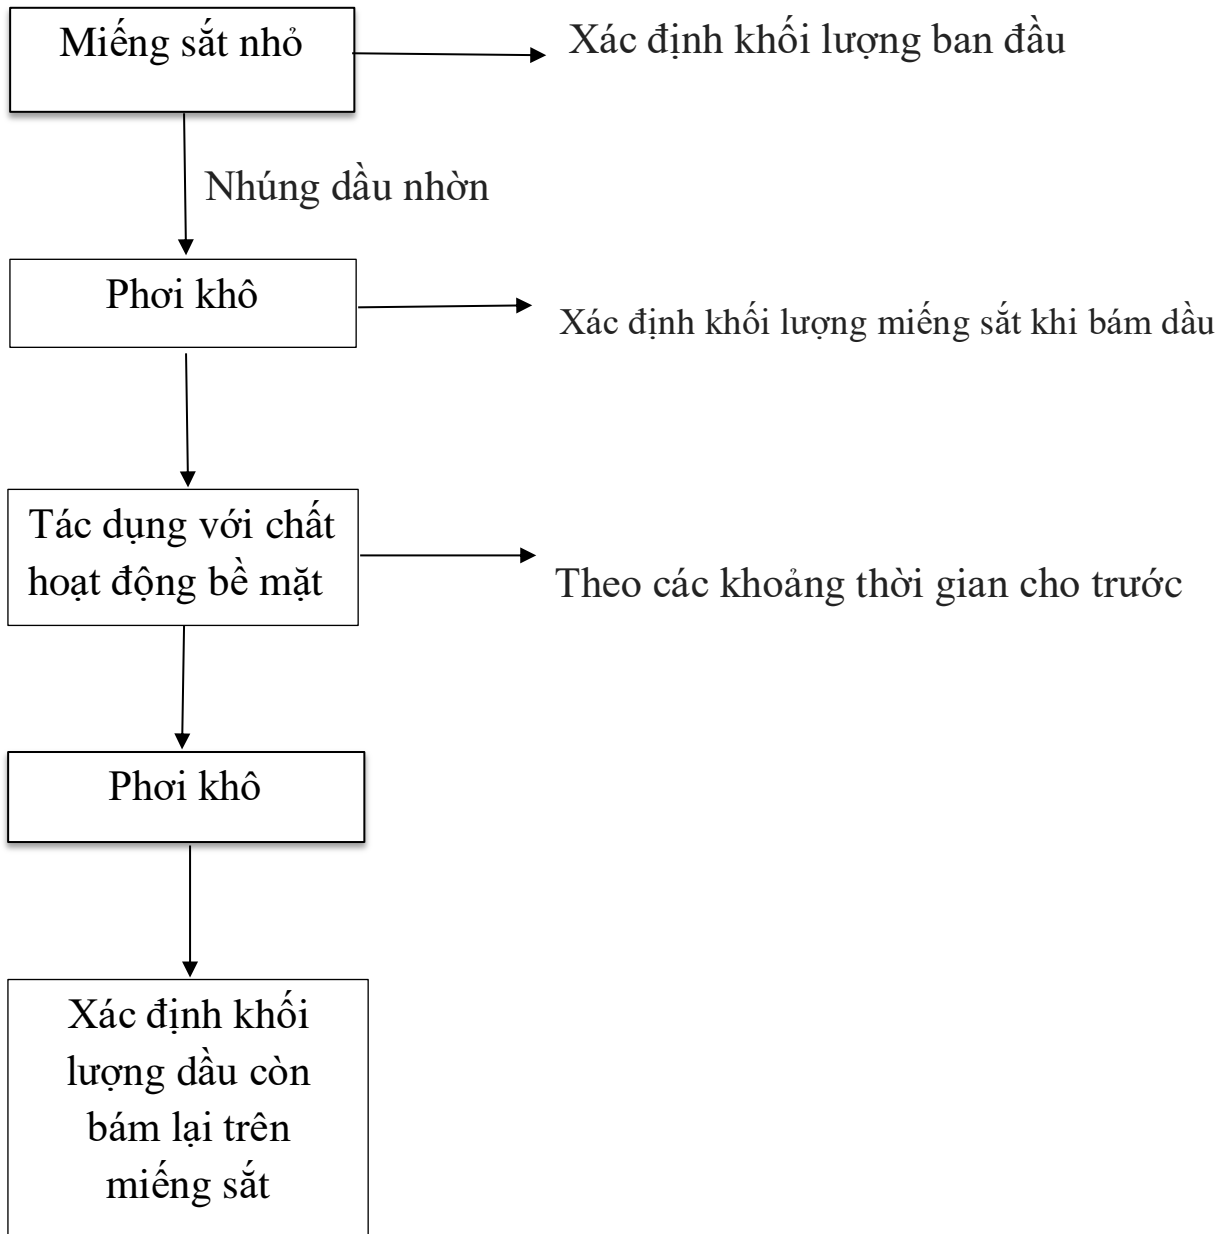 Miếng sắt nhỏ
Xác định khối lượng ban đầu
Nhúng dầu nhờn
Phơi khô
Xác định khối lượng miếng sắt khi bám dầu
Tác dụng với chất
hoạt động bề mặt
Theo các khoảng thời gian cho trước
Phơi khô
Xác định khối
lượng dầu còn
bám lại trên
miếng sắt